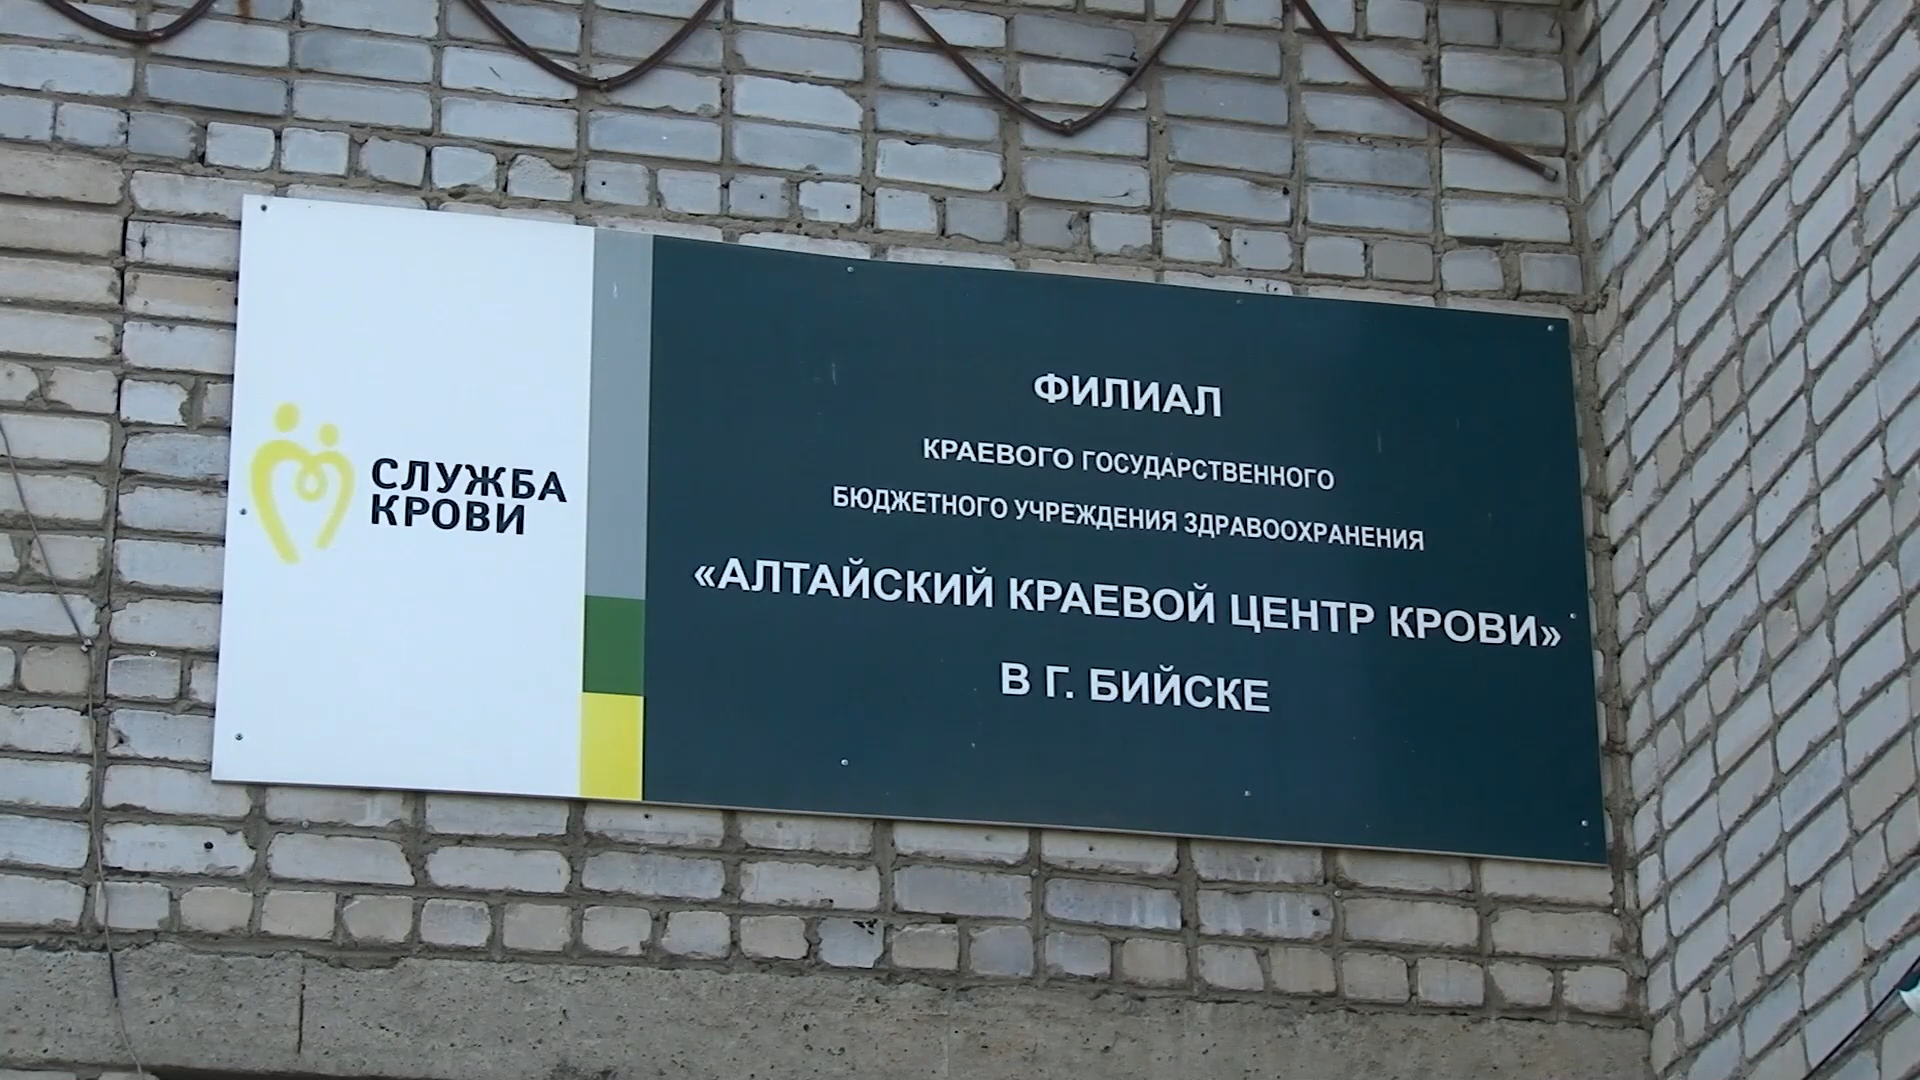 СЛУЖБА
КРОВИ
ФИЛИАЛ
КРАЕВОГО ГОСУДАРСТВЕННОГО
БЮДЖЕТНОГО УЧРЕЖДЕНИЯ ЗДРАВООХРАНЕНИЯ
«АЛТАЙСКИЙ КРАЕВОЙ ЦЕНТР КРОВИ»
В Г. БИЙСКЕ